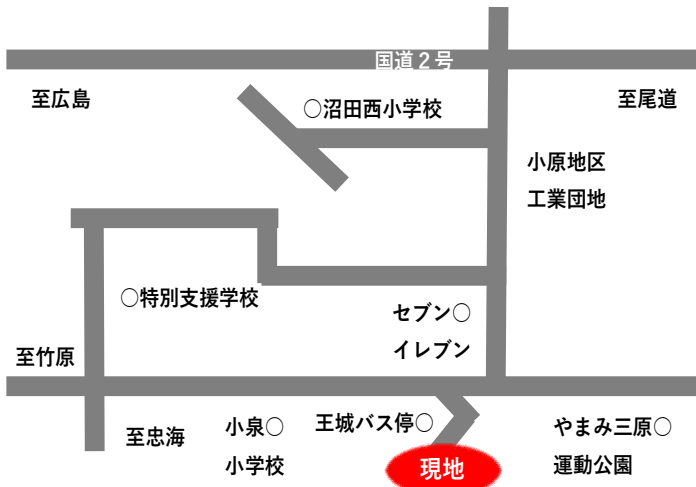 国道２号
至広島
○沼田西小学校
至尾道
小原地区
工業団地
○特別支援学校
セブン○
イレブン
至竹原
至忠海
小泉○
小学校
王城バス停○
やまみ三原○
運動公園
現地